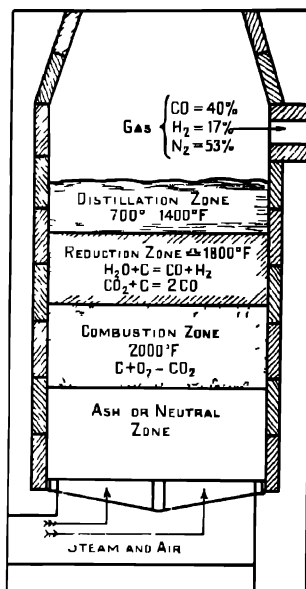 CO = 40%
GAS H₂ = 17%
N₂ = 53%
DISTILLATION ZONE
700° 1400°F
REDUCTION ZONE 1800°F
H₂O+C = CO+H₂
CO₂+C = 2CO
COMBUSTION ZONE
2000°F
C+O₇ – CO₂
ASH OR NEUTRAL
ZONE
STEAM AND AIR